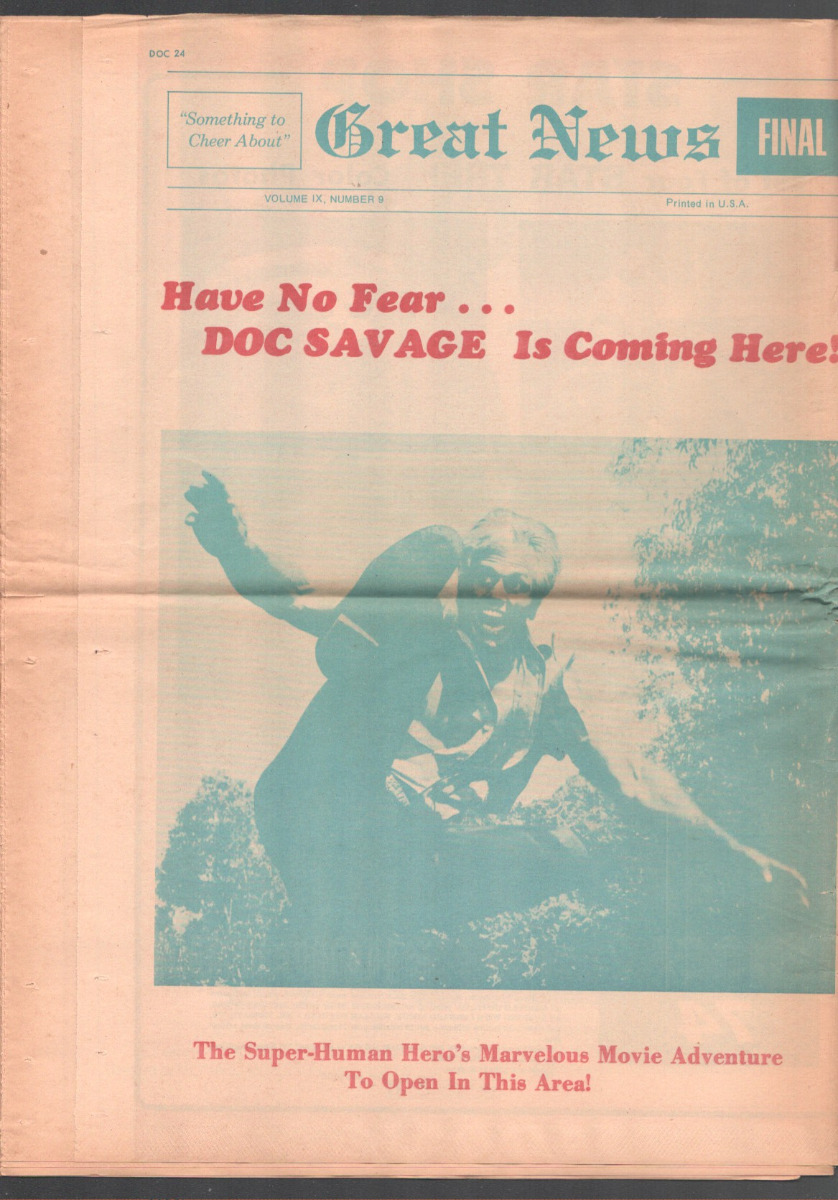 DOC 24
“Something to
Cheer About”
Great News
FINAL
VOLUME IX, NUMBER 9
Printed in U.S.A.
Have No Fear . . .
DOC SAVAGE Is Coming Here!
The Super-Human Hero’s Marvelous Movie Adventure
To Open In This Area!